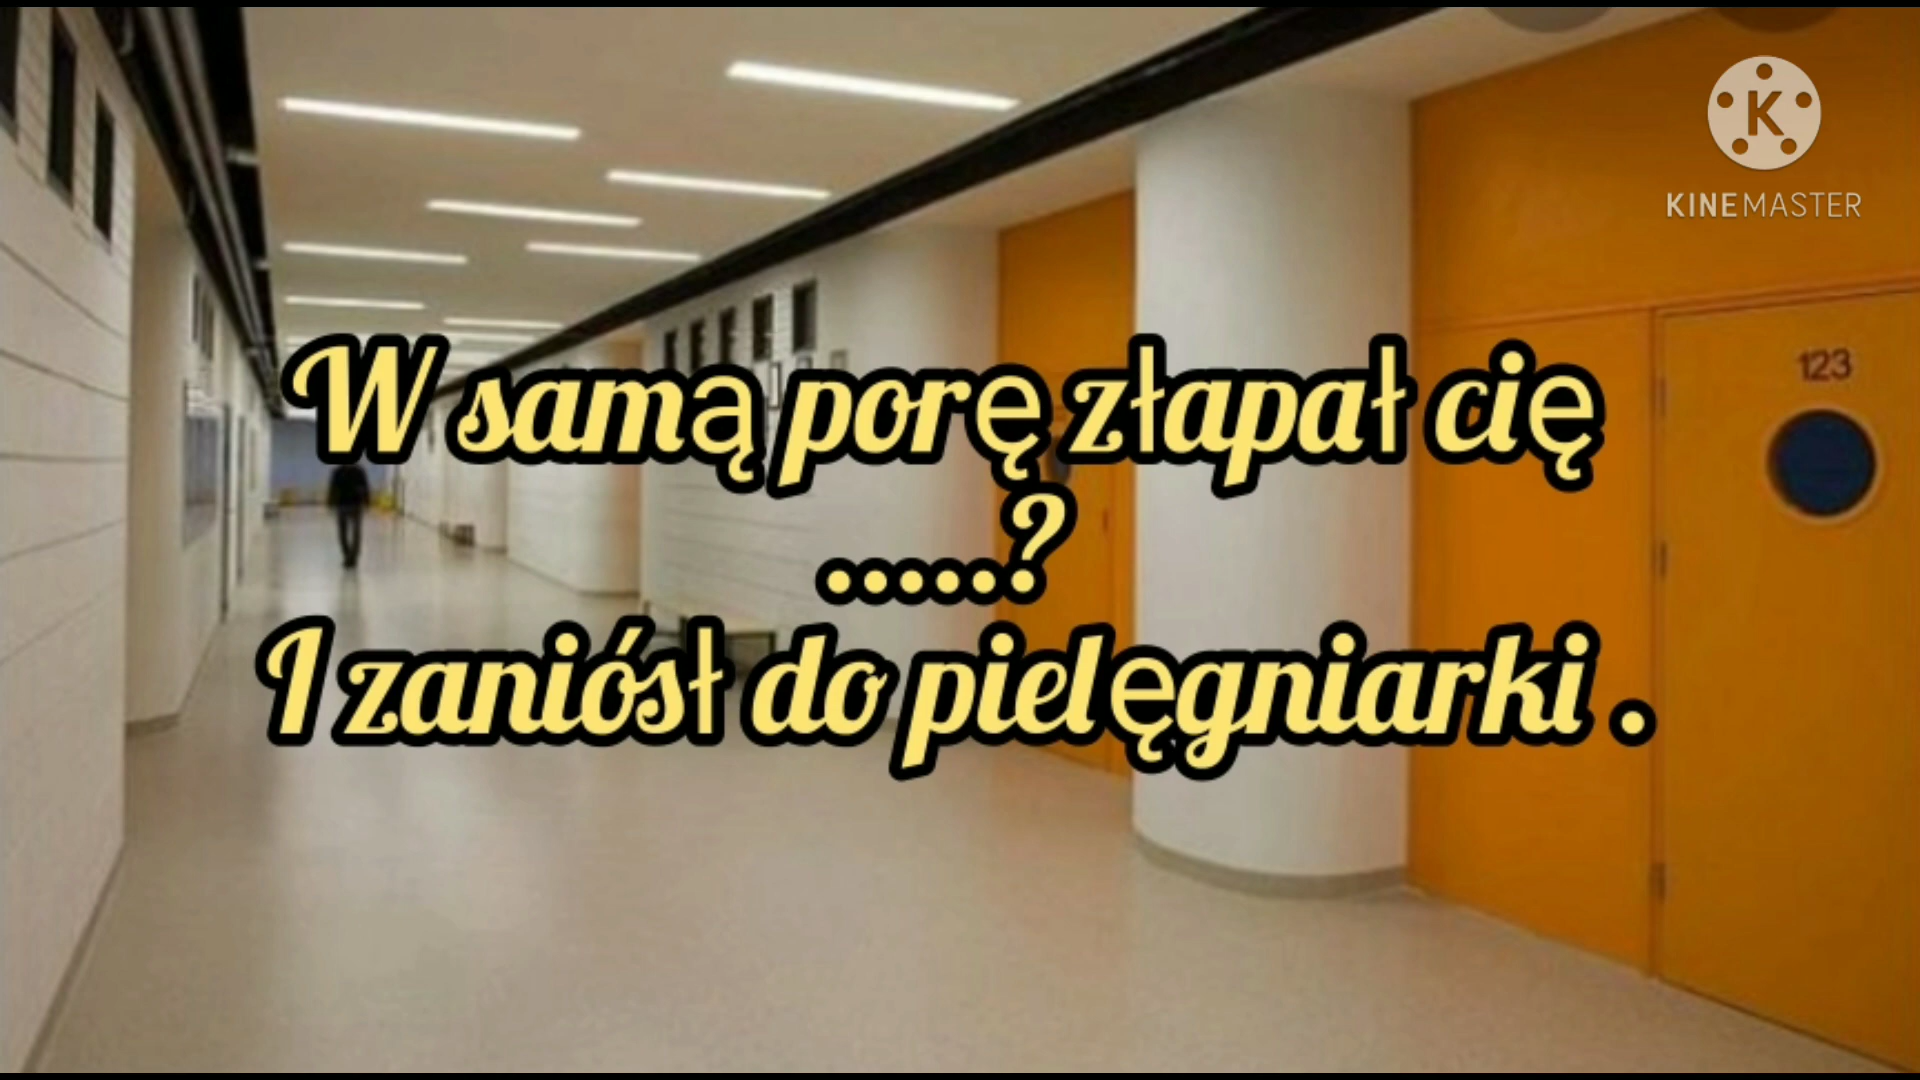 KINEMASTER
123
W samą porę złapał cię
.....?
I zaniósł do pielęgniarki .